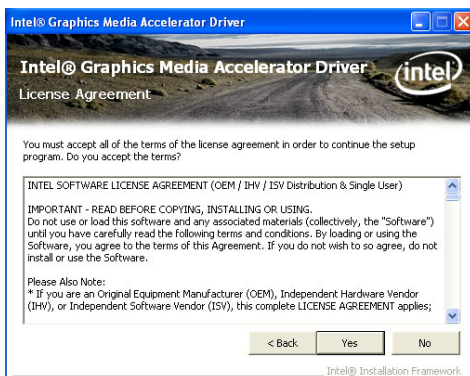 Intel® Graphics Media Accelerator Driver
Intel® Graphics Media Accelerator Driver
intel
License Agreement
You must accept all of the terms of the license agreement in order to continue the setup
program. Do you accept the terms?
INTEL SOFTWARE LICENSE AGREEMENT (OEM / IHV / ISV Distribution & Single User)
IMPORTANT - READ BEFORE COPYING, INSTALLING OR USING.
Do not use or load this software and any associated materials (collectively, the "Software")
until you have carefully read the following terms and conditions. By loading or using the
Software, you agree to the terms of this Agreement. If you do not wish to so agree, do not
install or use the Software.
Please Also Note:
* If you are an Original Equipment Manufacturer (OEM), Independent Hardware Vendor
(IHV), or Independent Software Vendor (ISV), this complete LICENSE AGREEMENT applies;
< Back Yes No
Intel® Installation Framework